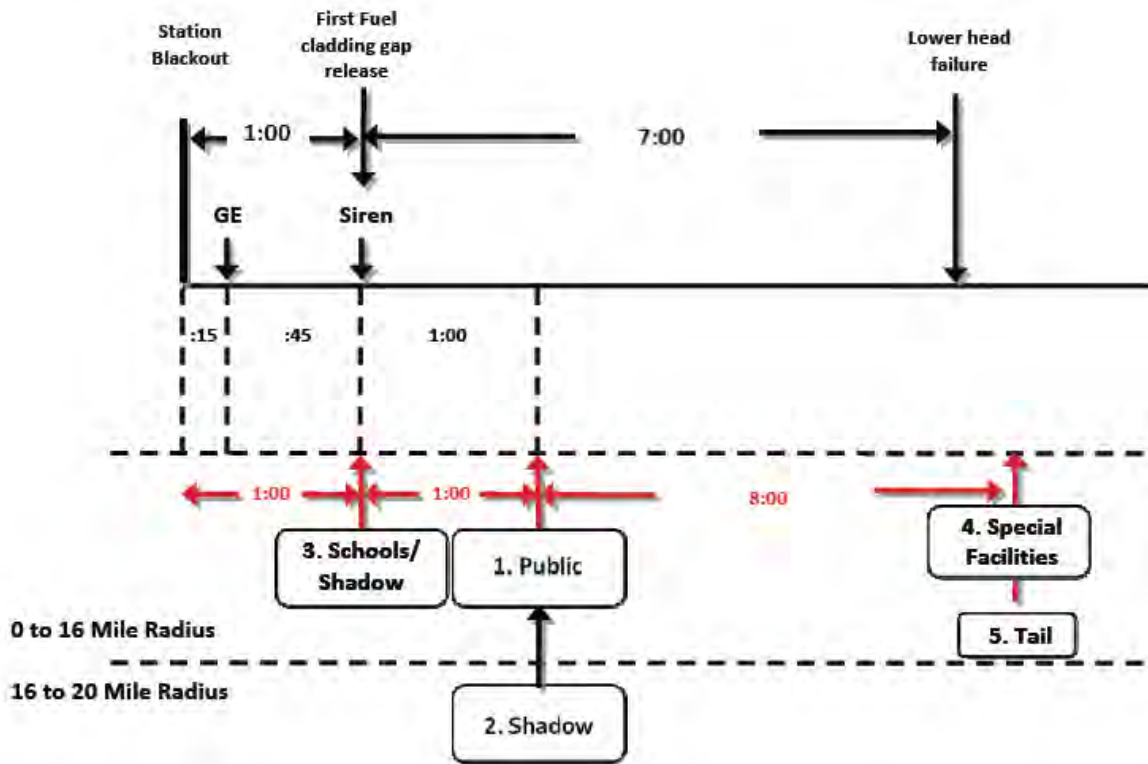 Station
Blackout
First Fuel
cladding gap
release
Lower head
failure
1:00
7:00
GE
Siren
:15
:45
1:00
1:00
1:00
8:00
3. Schools/
Shadow
1. Public
4. Special
Facilities
5. Tail
0 to 16 Mile Radius
16 to 20 Mile Radius
2. Shadow